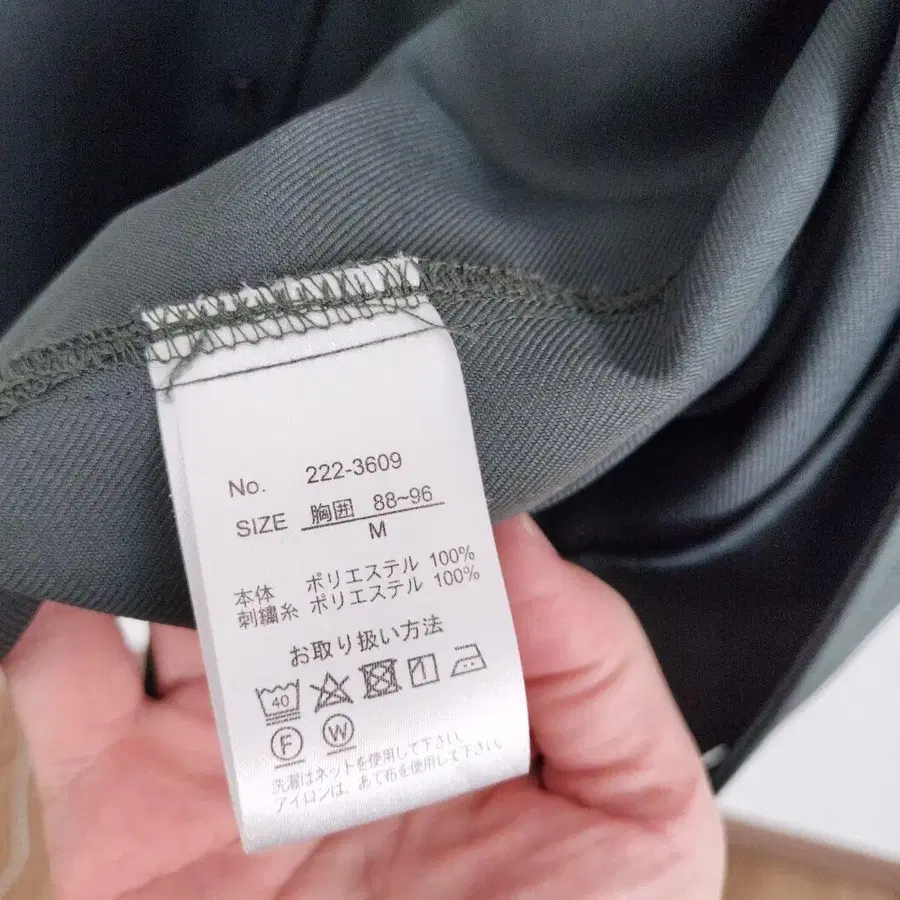 No. 222-3609
SIZE 胸囲 88~96
M
本体 ポリエステル 100%
刺繍糸 ポリエステル 100%
お取り扱い方法
40
F W
洗濯はネットを使用して下さい。
アイロンは、あて布を使用して下さい。